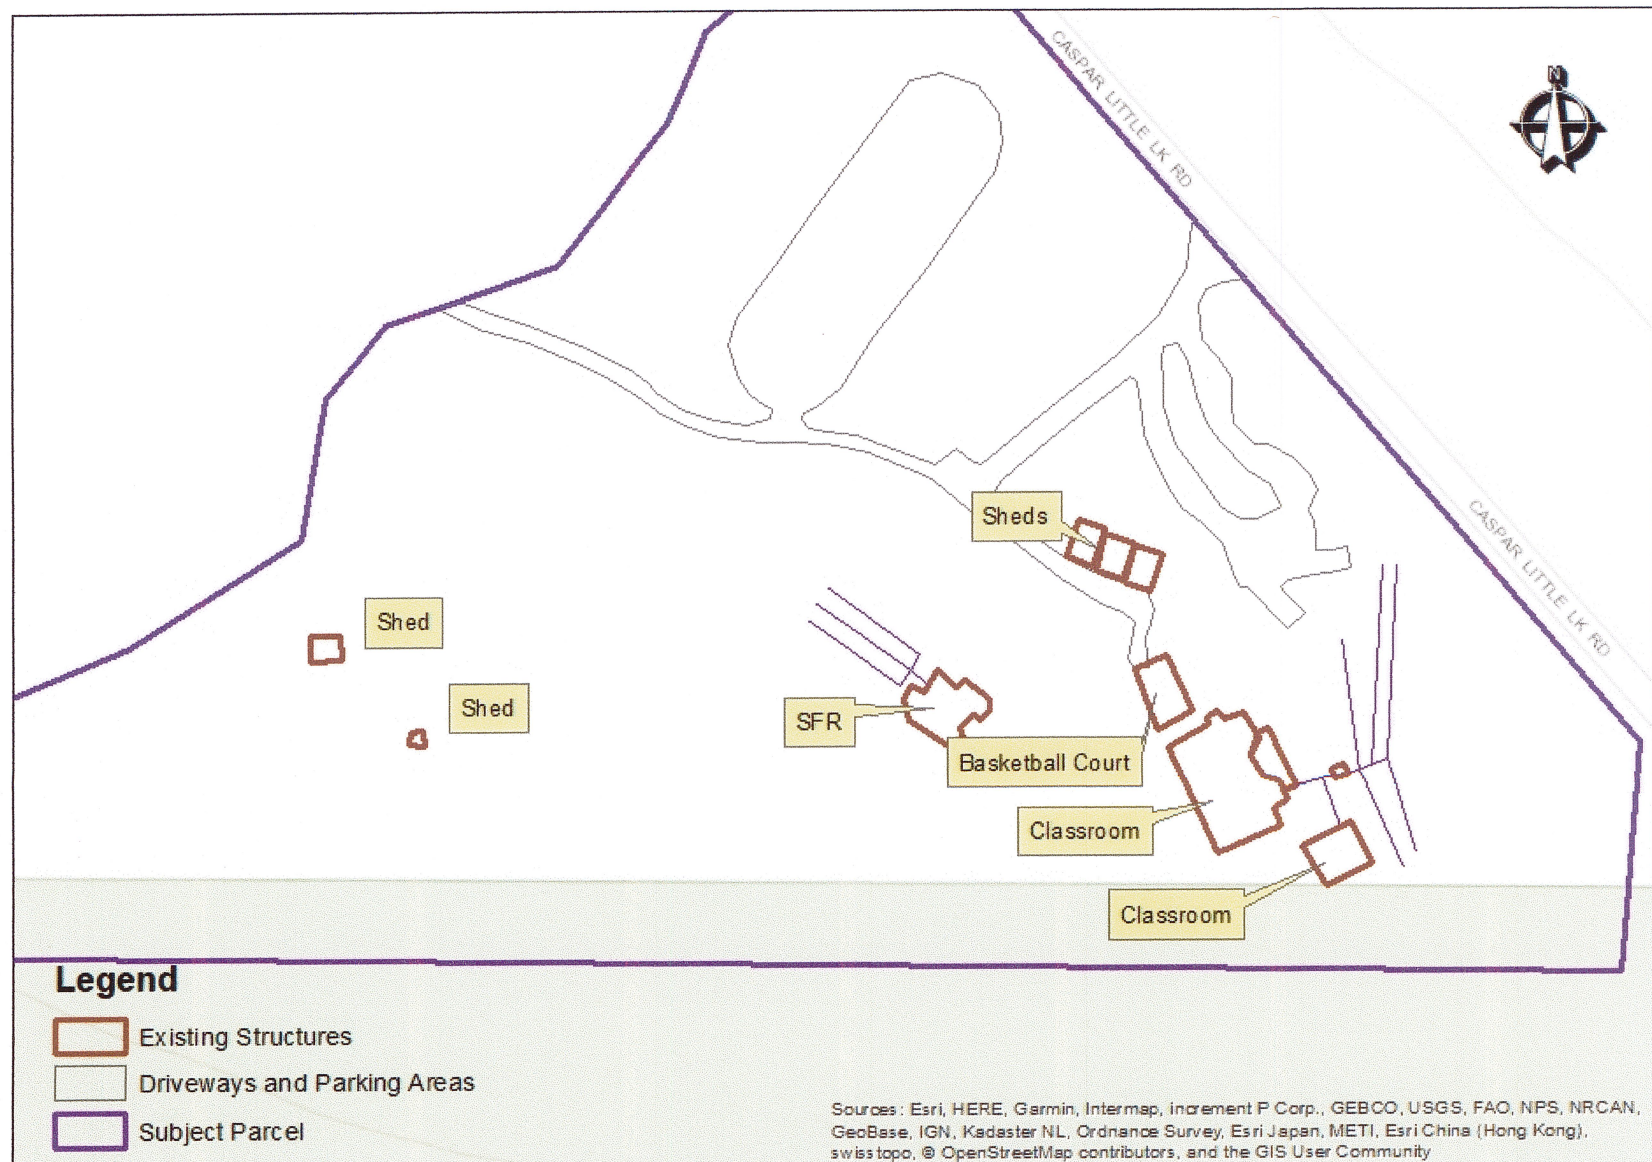 CASPAR LITTLE LK RD
N
CASPAR LITTLE LK RD
Sheds
Shed
Shed
SFR
Basketball Court
Classroom
Classroom
Legend
Existing Structures
Driveways and Parking Areas
Subject Parcel
Sources: Esri, HERE, Garmin, Intermap, increment P Corp., GEBCO, USGS, FAO, NPS, NRCAN,
GeoBase, IGN, Kadaster NL, Ordnance Survey, Esri Japan, METI, Esri China (Hong Kong),
swisstopo, © OpenStreetMap contributors, and the GIS User Community